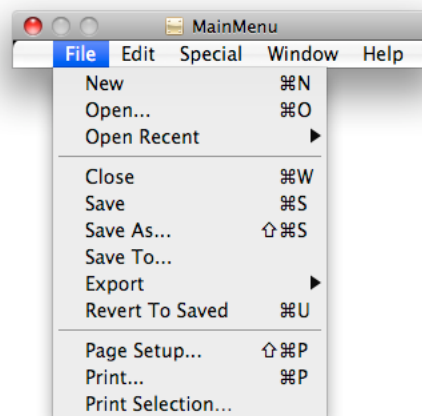 MainMenu
File Edit Special Window Help
New ⌘N
Open... ⌘O
Open Recent ▶
Close ⌘W
Save ⌘S
Save As... ⇧⌘S
Save To...
Export ▶
Revert To Saved ⌘U
Page Setup... ⇧⌘P
Print... ⌘P
Print Selection...